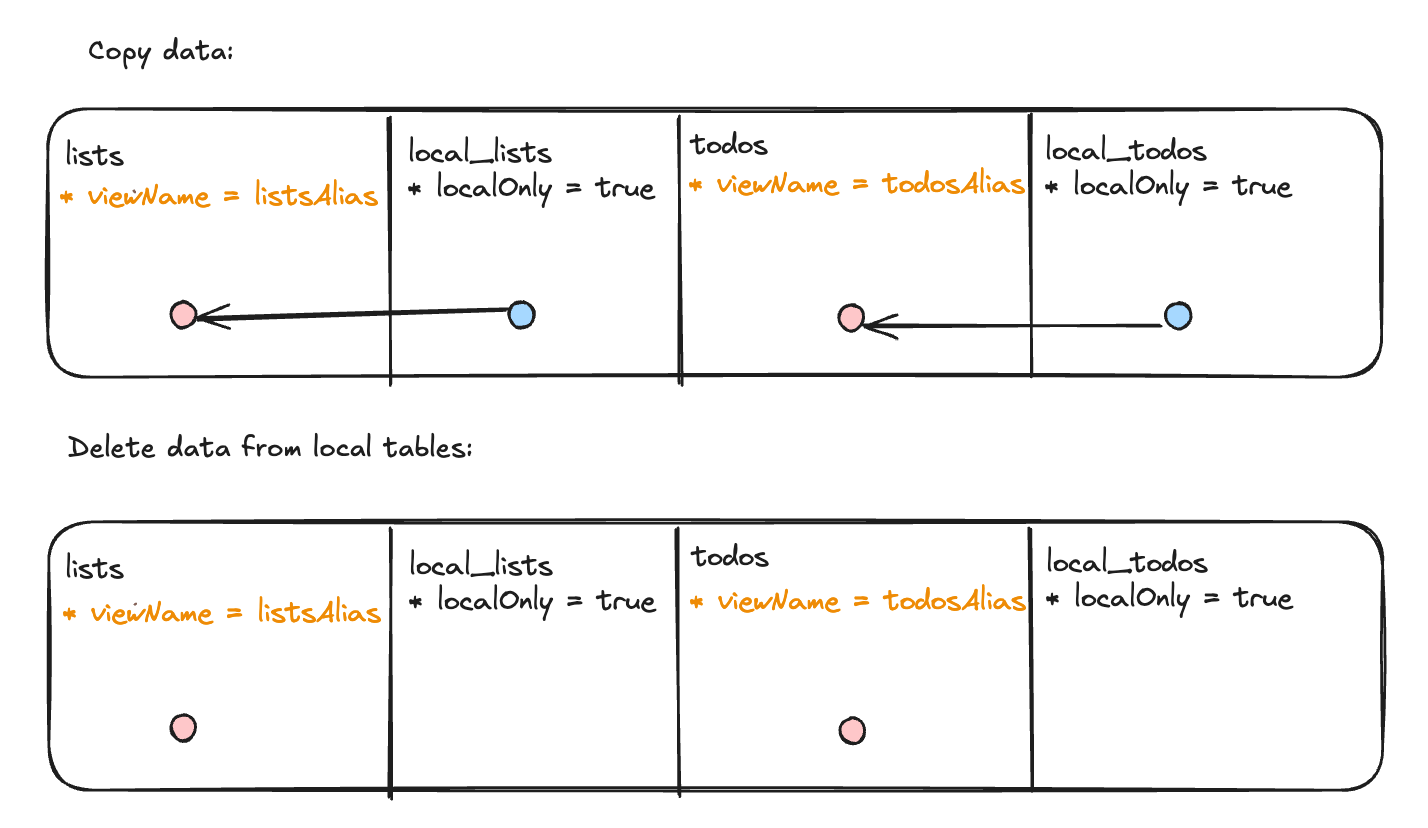 Copy data:
lists
* viewName = listsAlias
local_lists
* localOnly = true
todos
* viewName = todosAlias
local_todos
* localOnly = true
Delete data from local tables:
lists
* viewName = listsAlias
local_lists
* localOnly = true
todos
* viewName = todosAlias
local_todos
* localOnly = true